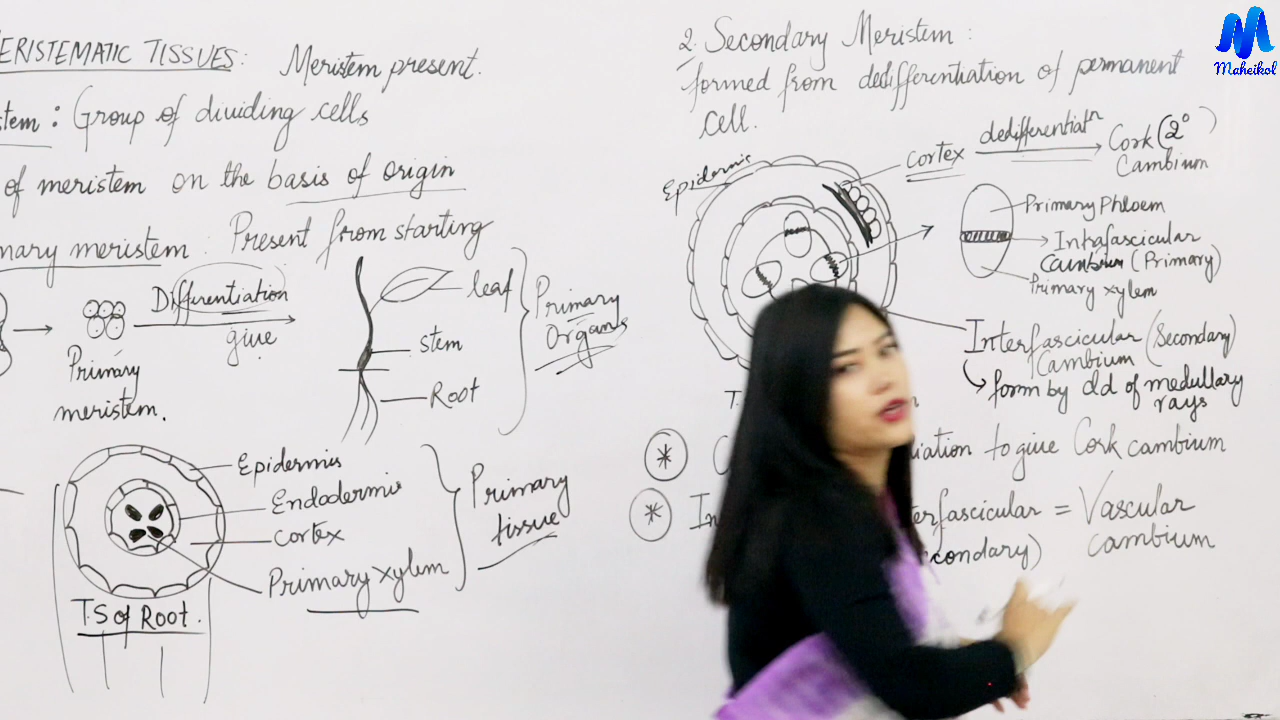 ERISTEMATIC TISSUES: Meristem present.
stem : Group of dividing cells
of meristem on the basis of origin
mary meristem : Present from starting
Primary
meristem.
Differentiation
give
leaf
stem
Root
Primary
Organs
Epidermis
Endodermis
cortex
Primary xylem
Primary
tissue
T.S of Root.
2. Secondary Meristem :
formed from dedifferentiation of permanent
Cell.
Epidermis
cortex
dedifferentiatn
Cork (2°)
Cambium
Primary Phloem
Intrafascicular
Cambium (Primary)
Primary xylem
Interfascicular (Secondary)
Cambium
form by dd of medullary
rays
T.
* C iation to give Cork cambium
* In terfascicular = Vascular
condary) cambium
Maheikol